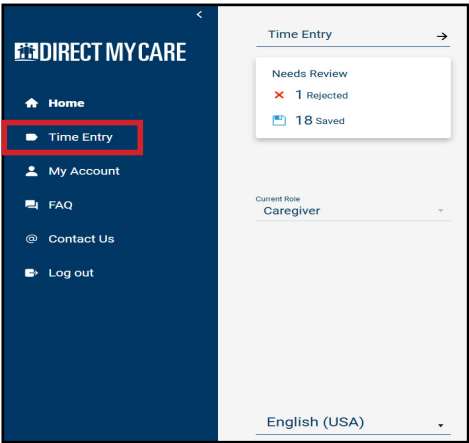 DIRECT MY CARE
Home
Time Entry
My Account
FAQ
Contact Us
Log out
Time Entry
Needs Review
1 Rejected
18 Saved
Current Role
Caregiver
English (USA)